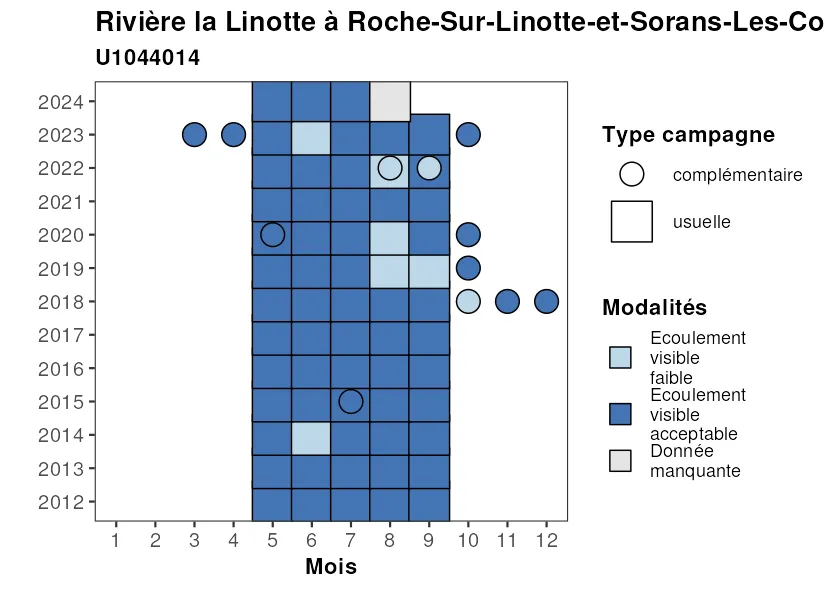 Rivière la Linotte à Roche-Sur-Linotte-et-Sorans-Les-Co
U1044014
2024
2023
2022
2021
2020
2019
2018
2017
2016
2015
2014
2013
2012
1 2 3 4 5 6 7 8 9 10 11 12
Mois
Type campagne
complémentaire
usuelle
Modalités
Ecoulement
visible
faible
Ecoulement
visible
acceptable
Donnée
manquante